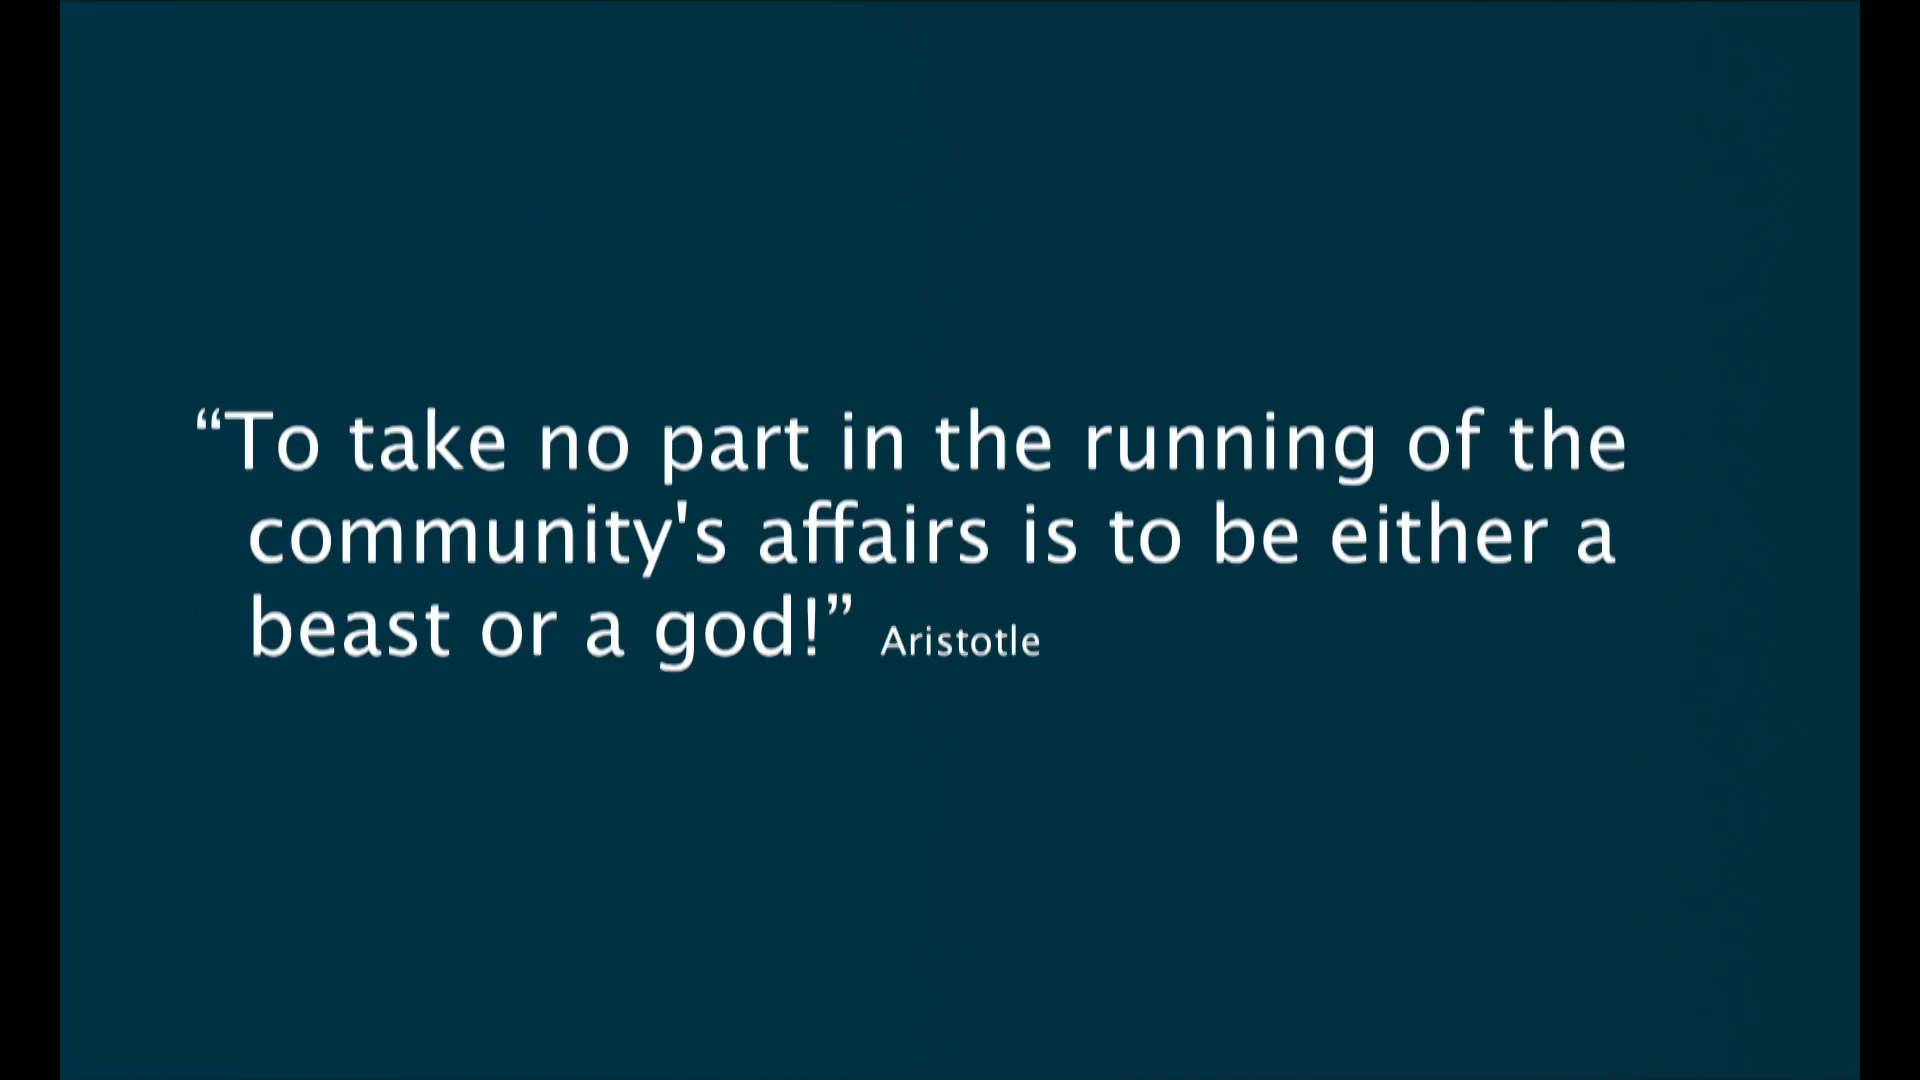 “To take no part in the running of the
community's affairs is to be either a
beast or a god!” Aristotle